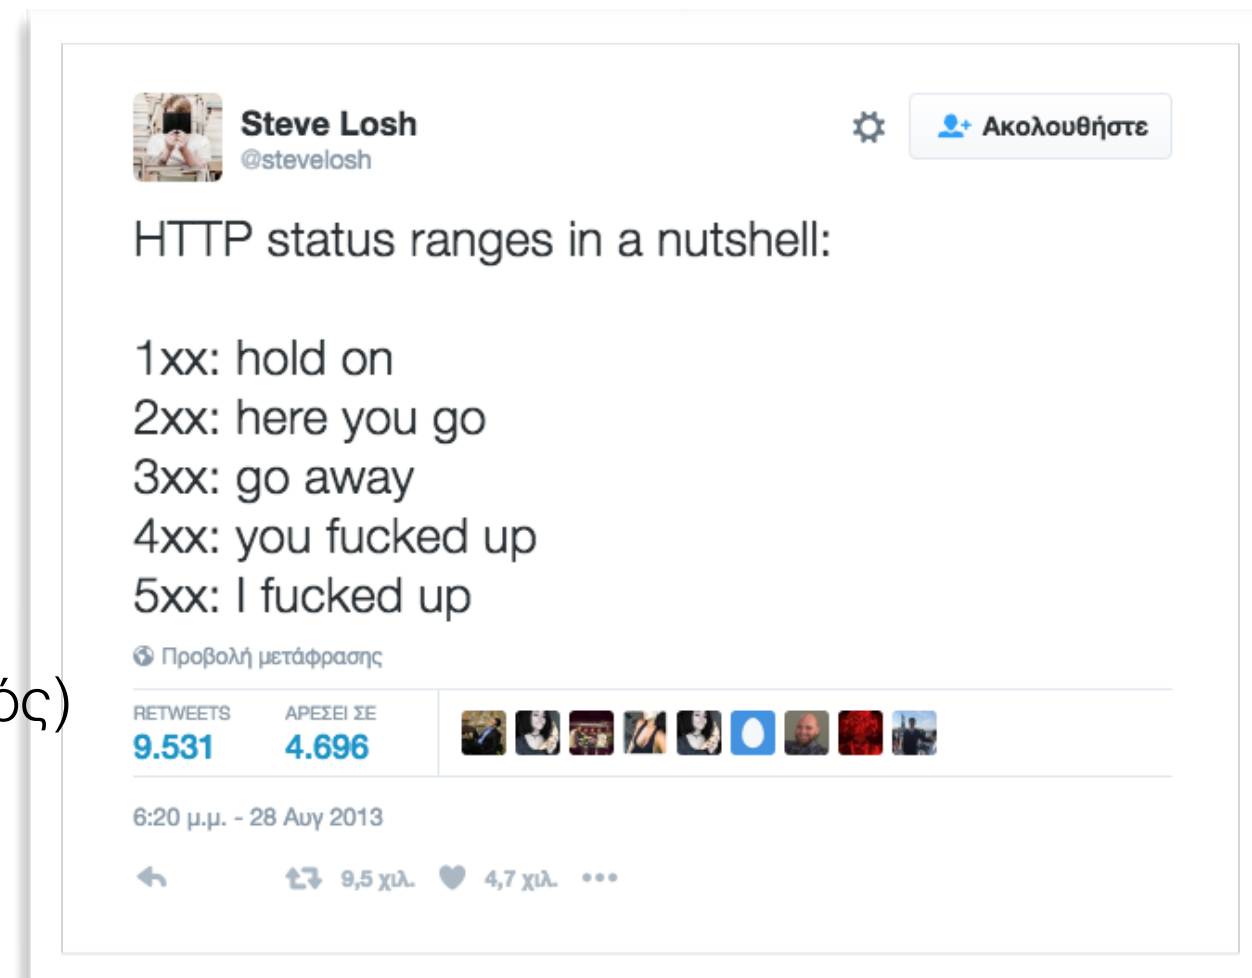 Steve Losh
@stevelosh
Ακολουθήστε
HTTP status ranges in a nutshell:
1xx: hold on
2xx: here you go
3xx: go away
4xx: you fucked up
5xx: I fucked up
Προβολή μετάφρασης
ός)
RETWEETS ΑΡΕΣΕΙ ΣΕ
9.531 4.696
6:20 μ.μ. - 28 Αυγ 2013
9,5 χιλ. 4,7 χιλ.